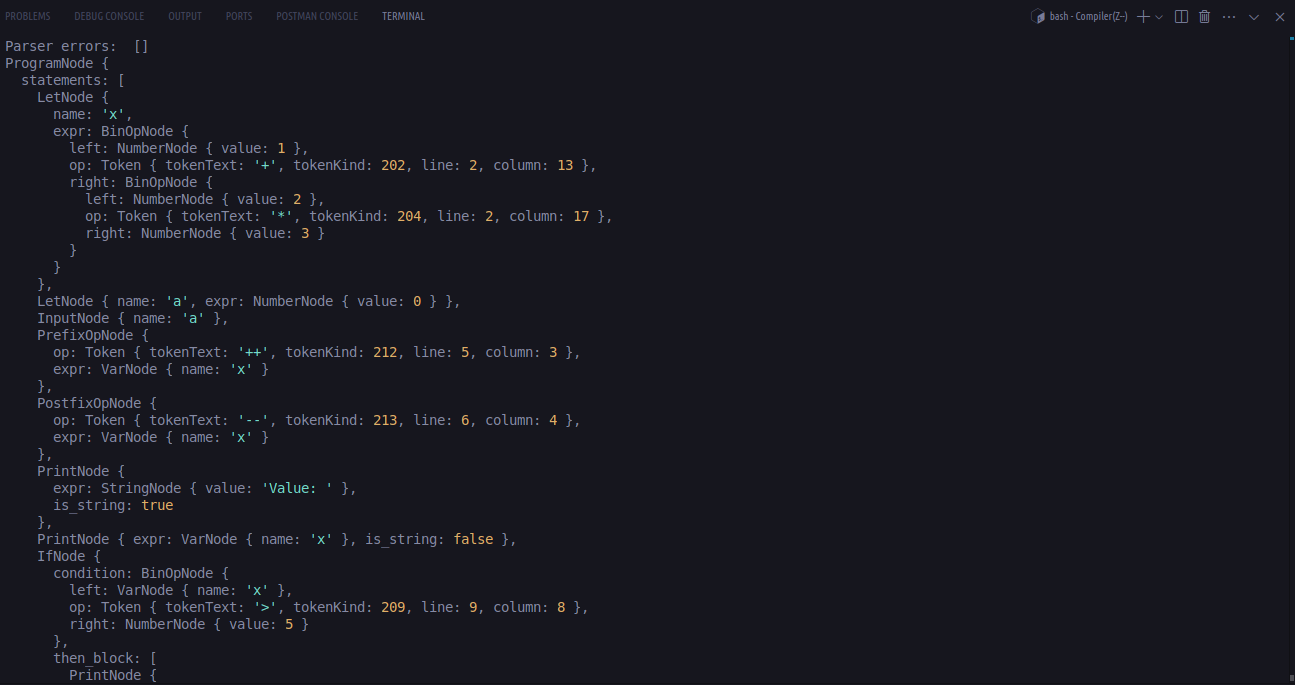 PROBLEMS DEBUG CONSOLE OUTPUT PORTS POSTMAN CONSOLE TERMINAL bash - Compiler(Z--)
Parser errors:  []
ProgramNode {
  statements: [
    LetNode {
      name: 'x',
      expr: BinOpNode {
        left: NumberNode { value: 1 },
        op: Token { tokenText: '+', tokenKind: 202, line: 2, column: 13 },
        right: BinOpNode {
          left: NumberNode { value: 2 },
          op: Token { tokenText: '*', tokenKind: 204, line: 2, column: 17 },
          right: NumberNode { value: 3 }
        }
      }
    },
    LetNode { name: 'a', expr: NumberNode { value: 0 } },
    InputNode { name: 'a' },
    PrefixOpNode {
      op: Token { tokenText: '++', tokenKind: 212, line: 5, column: 3 },
      expr: VarNode { name: 'x' }
    },
    PostfixOpNode {
      op: Token { tokenText: '--', tokenKind: 213, line: 6, column: 4 },
      expr: VarNode { name: 'x' }
    },
    PrintNode {
      expr: StringNode { value: 'Value: ' },
      is_string: true
    },
    PrintNode { expr: VarNode { name: 'x' }, is_string: false },
    IfNode {
      condition: BinOpNode {
        left: VarNode { name: 'x' },
        op: Token { tokenText: '>', tokenKind: 209, line: 9, column: 8 },
        right: NumberNode { value: 5 }
      },
      then_block: [
        PrintNode {